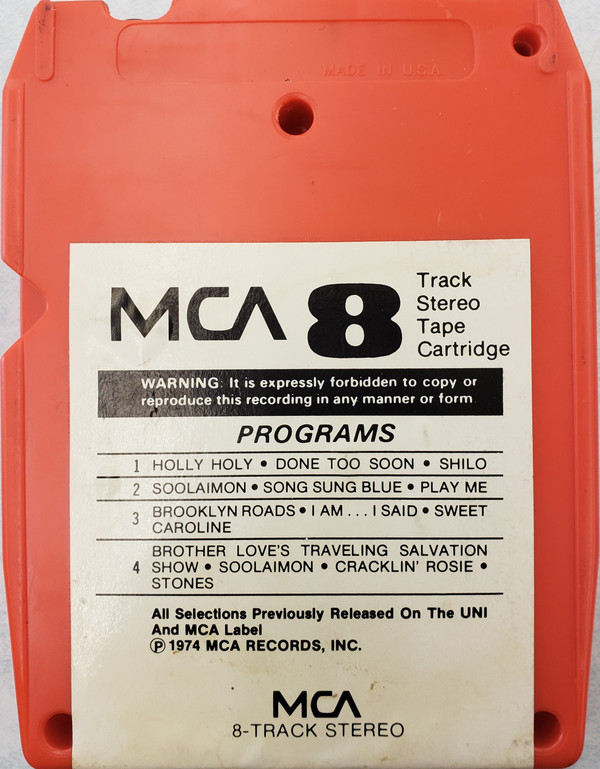 MADE IN U.S.A.
MCA 8 Track
Stereo
Tape
Cartridge
WARNING: It is expressly forbidden to copy or
reproduce this recording in any manner or form
PROGRAMS
1 HOLLY HOLY • DONE TOO SOON • SHILO
2 SOOLAIMON • SONG SUNG BLUE • PLAY ME
3 BROOKLYN ROADS • I AM . . . I SAID • SWEET
CAROLINE
4 BROTHER LOVE'S TRAVELING SALVATION
SHOW • SOOLAIMON • CRACKLIN' ROSIE •
STONES
All Selections Previously Released On The UNI
And MCA Label
Ⓟ 1974 MCA RECORDS, INC.
MCA
8-TRACK STEREO